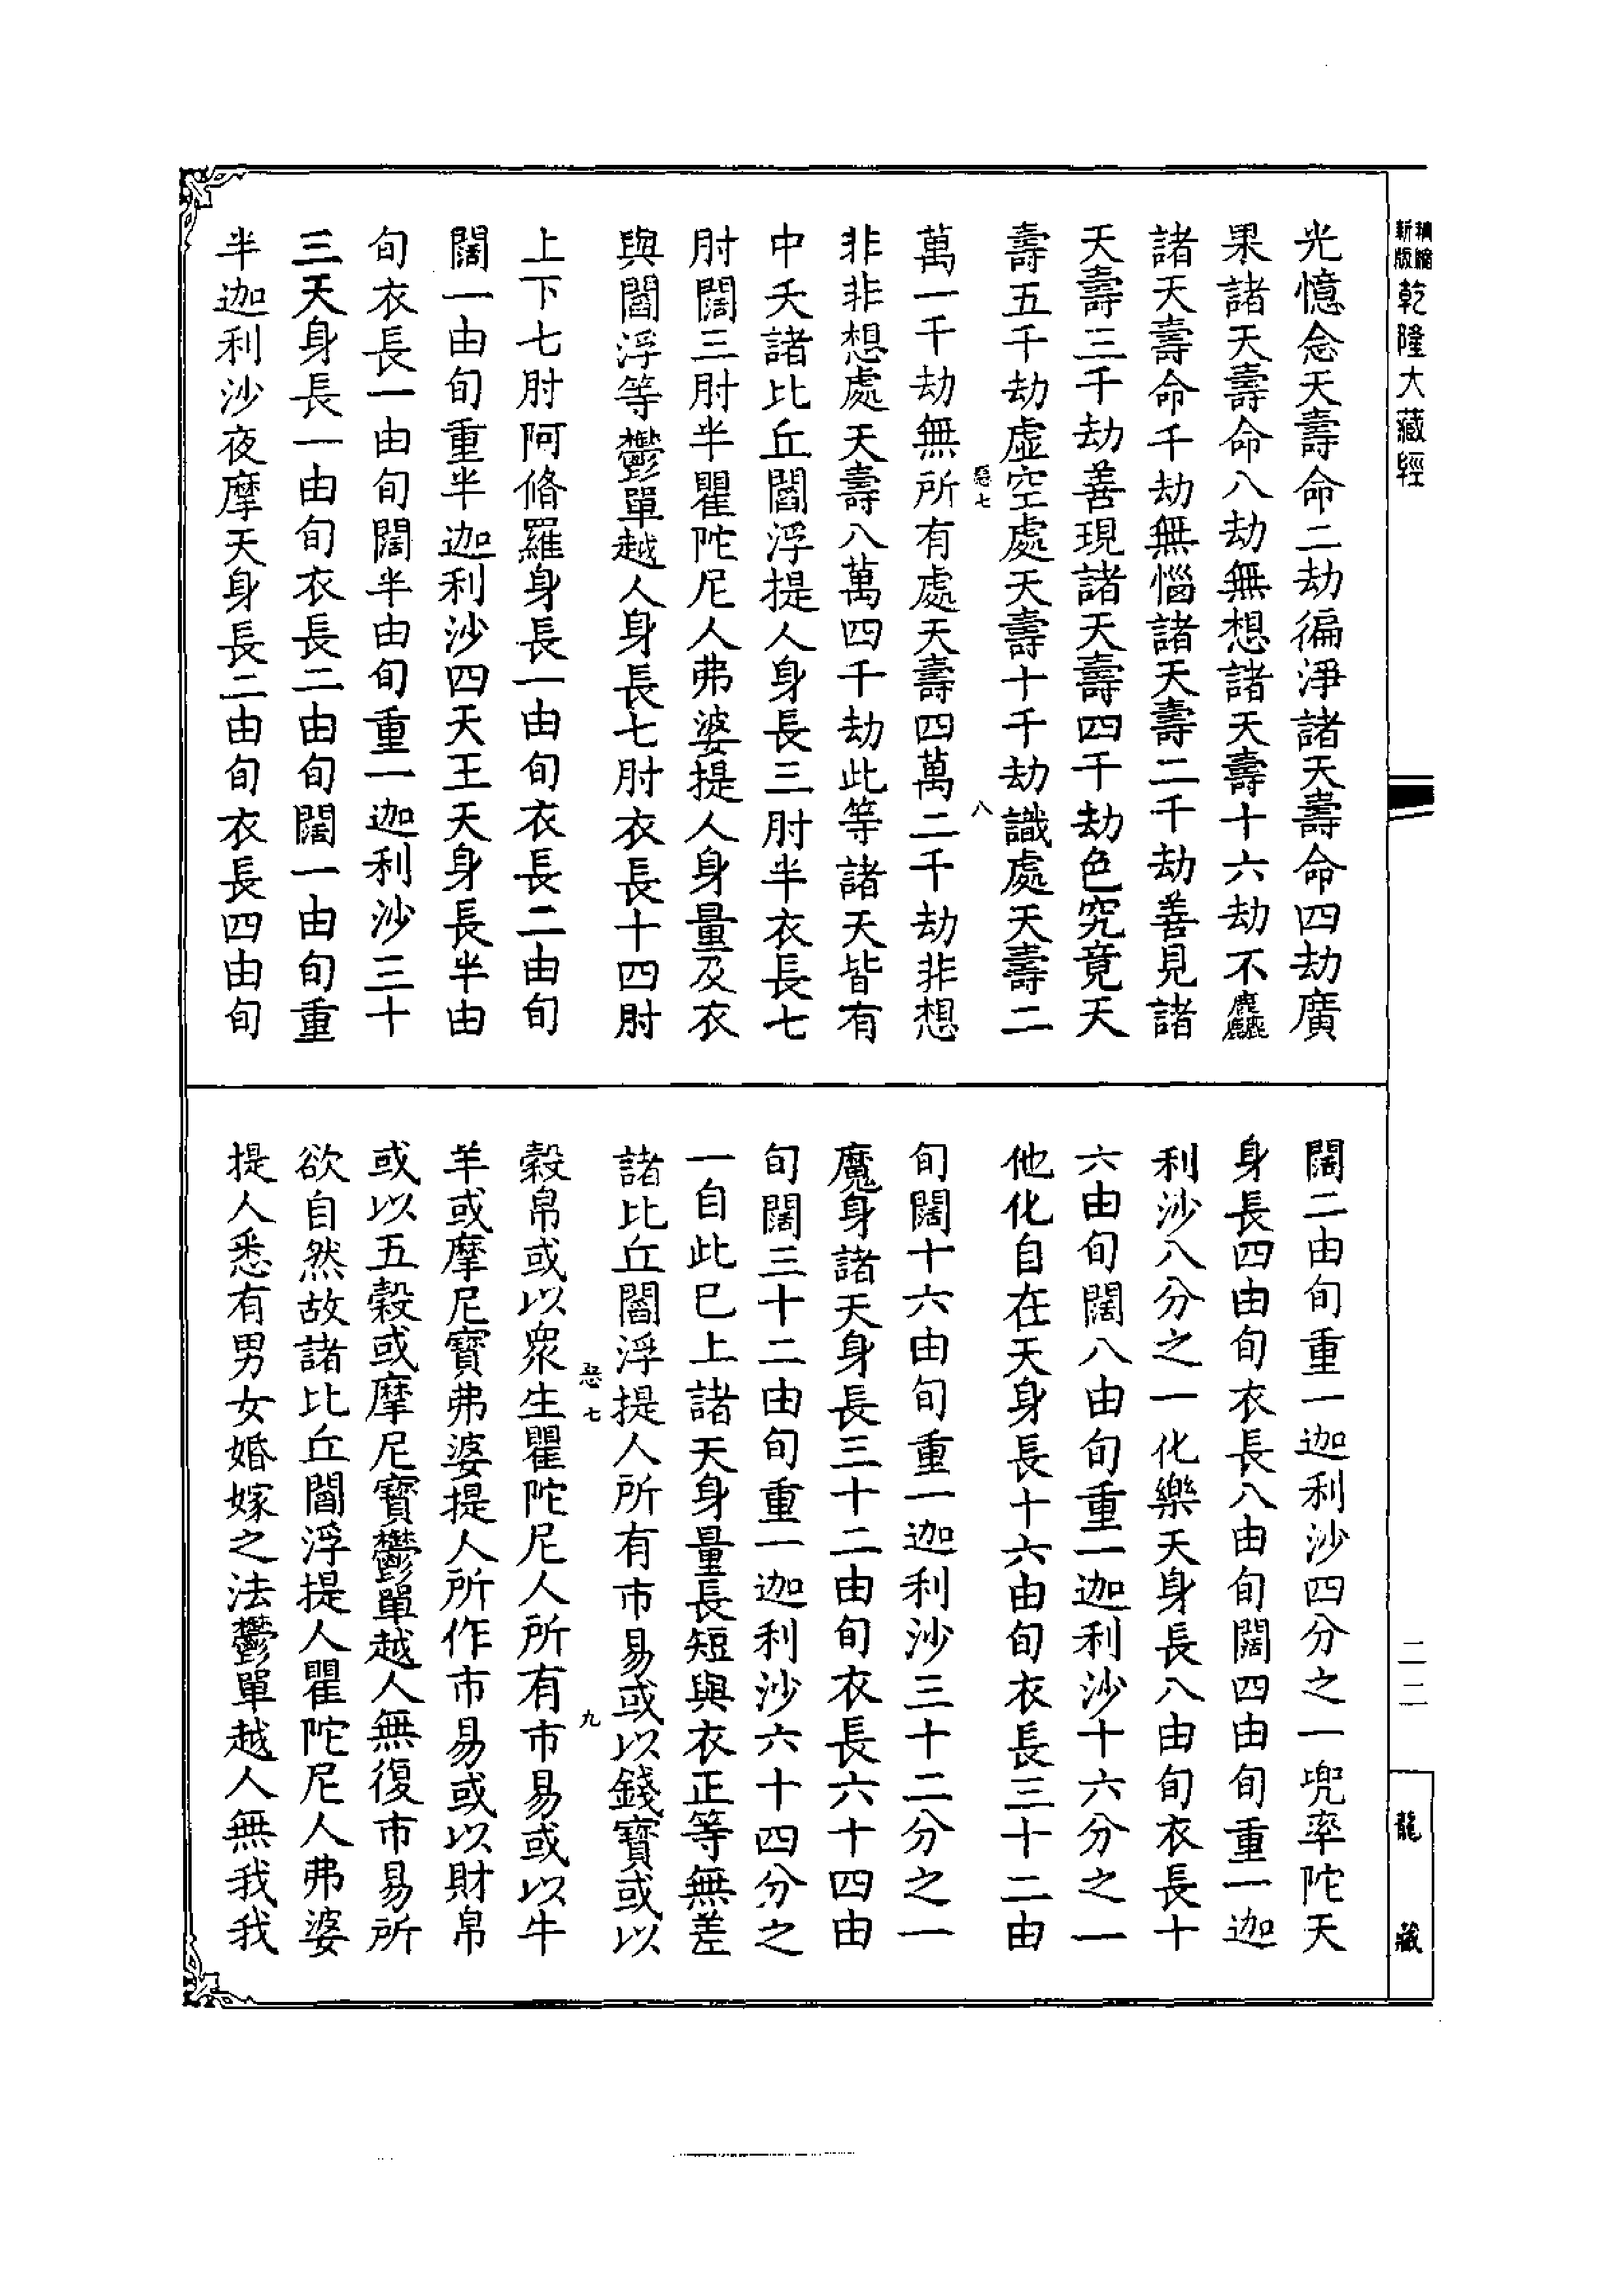 精縮
新版
乾隆大藏經
光憶念天壽命二劫徧淨諸天壽命四劫廣
果諸天壽命八劫無想諸天壽十六劫不麤
諸天壽命千劫無惱諸天壽二千劫善見諸
天壽三千劫善現諸天壽四千劫色究竟天
壽五千劫虛空處天壽十千劫識處天壽二
惡七
八
萬一千劫無所有處天壽四萬二千劫非想
非非想處天壽八萬四千劫此等諸天皆有
中夭諸比丘閻浮提人身長三肘半衣長七
肘闊三肘半瞿陀尼人弗婆提人身量及衣
與閻浮等鬱單越人身長七肘衣長十四肘
上下七肘阿脩羅身長一由旬衣長二由旬
闊一由旬重半迦利沙四天王天身長半由
旬衣長一由旬闊半由旬重一迦利沙三十
三天身長一由旬衣長二由旬闊一由旬重
半迦利沙夜摩天身長二由旬衣長四由旬
闊二由旬重一迦利沙四分之一兜率陀天
身長四由旬衣長八由旬闊四由旬重一迦
利沙八分之一化樂天身長八由旬衣長十
六由旬闊八由旬重一迦利沙十六分之一
他化自在天身長十六由旬衣長三十二由
旬闊十六由旬重一迦利沙三十二分之一
魔身諸天身長三十二由旬衣長六十四由
旬闊三十二由旬重一迦利沙六十四分之
一自此已上諸天身量長短與衣正等無差
諸比丘閻浮提人所有市易或以錢寶或以
惡七
九
穀帛或以衆生瞿陀尼人所有市易或以牛
羊或摩尼寶弗婆提人所作市易或以財帛
或以五穀或摩尼寶鬱單越人無復市易所
欲自然故諸比丘閻浮提人瞿陀尼人弗婆
提人悉有男女婚嫁之法鬱單越人無我我
二二
龍藏